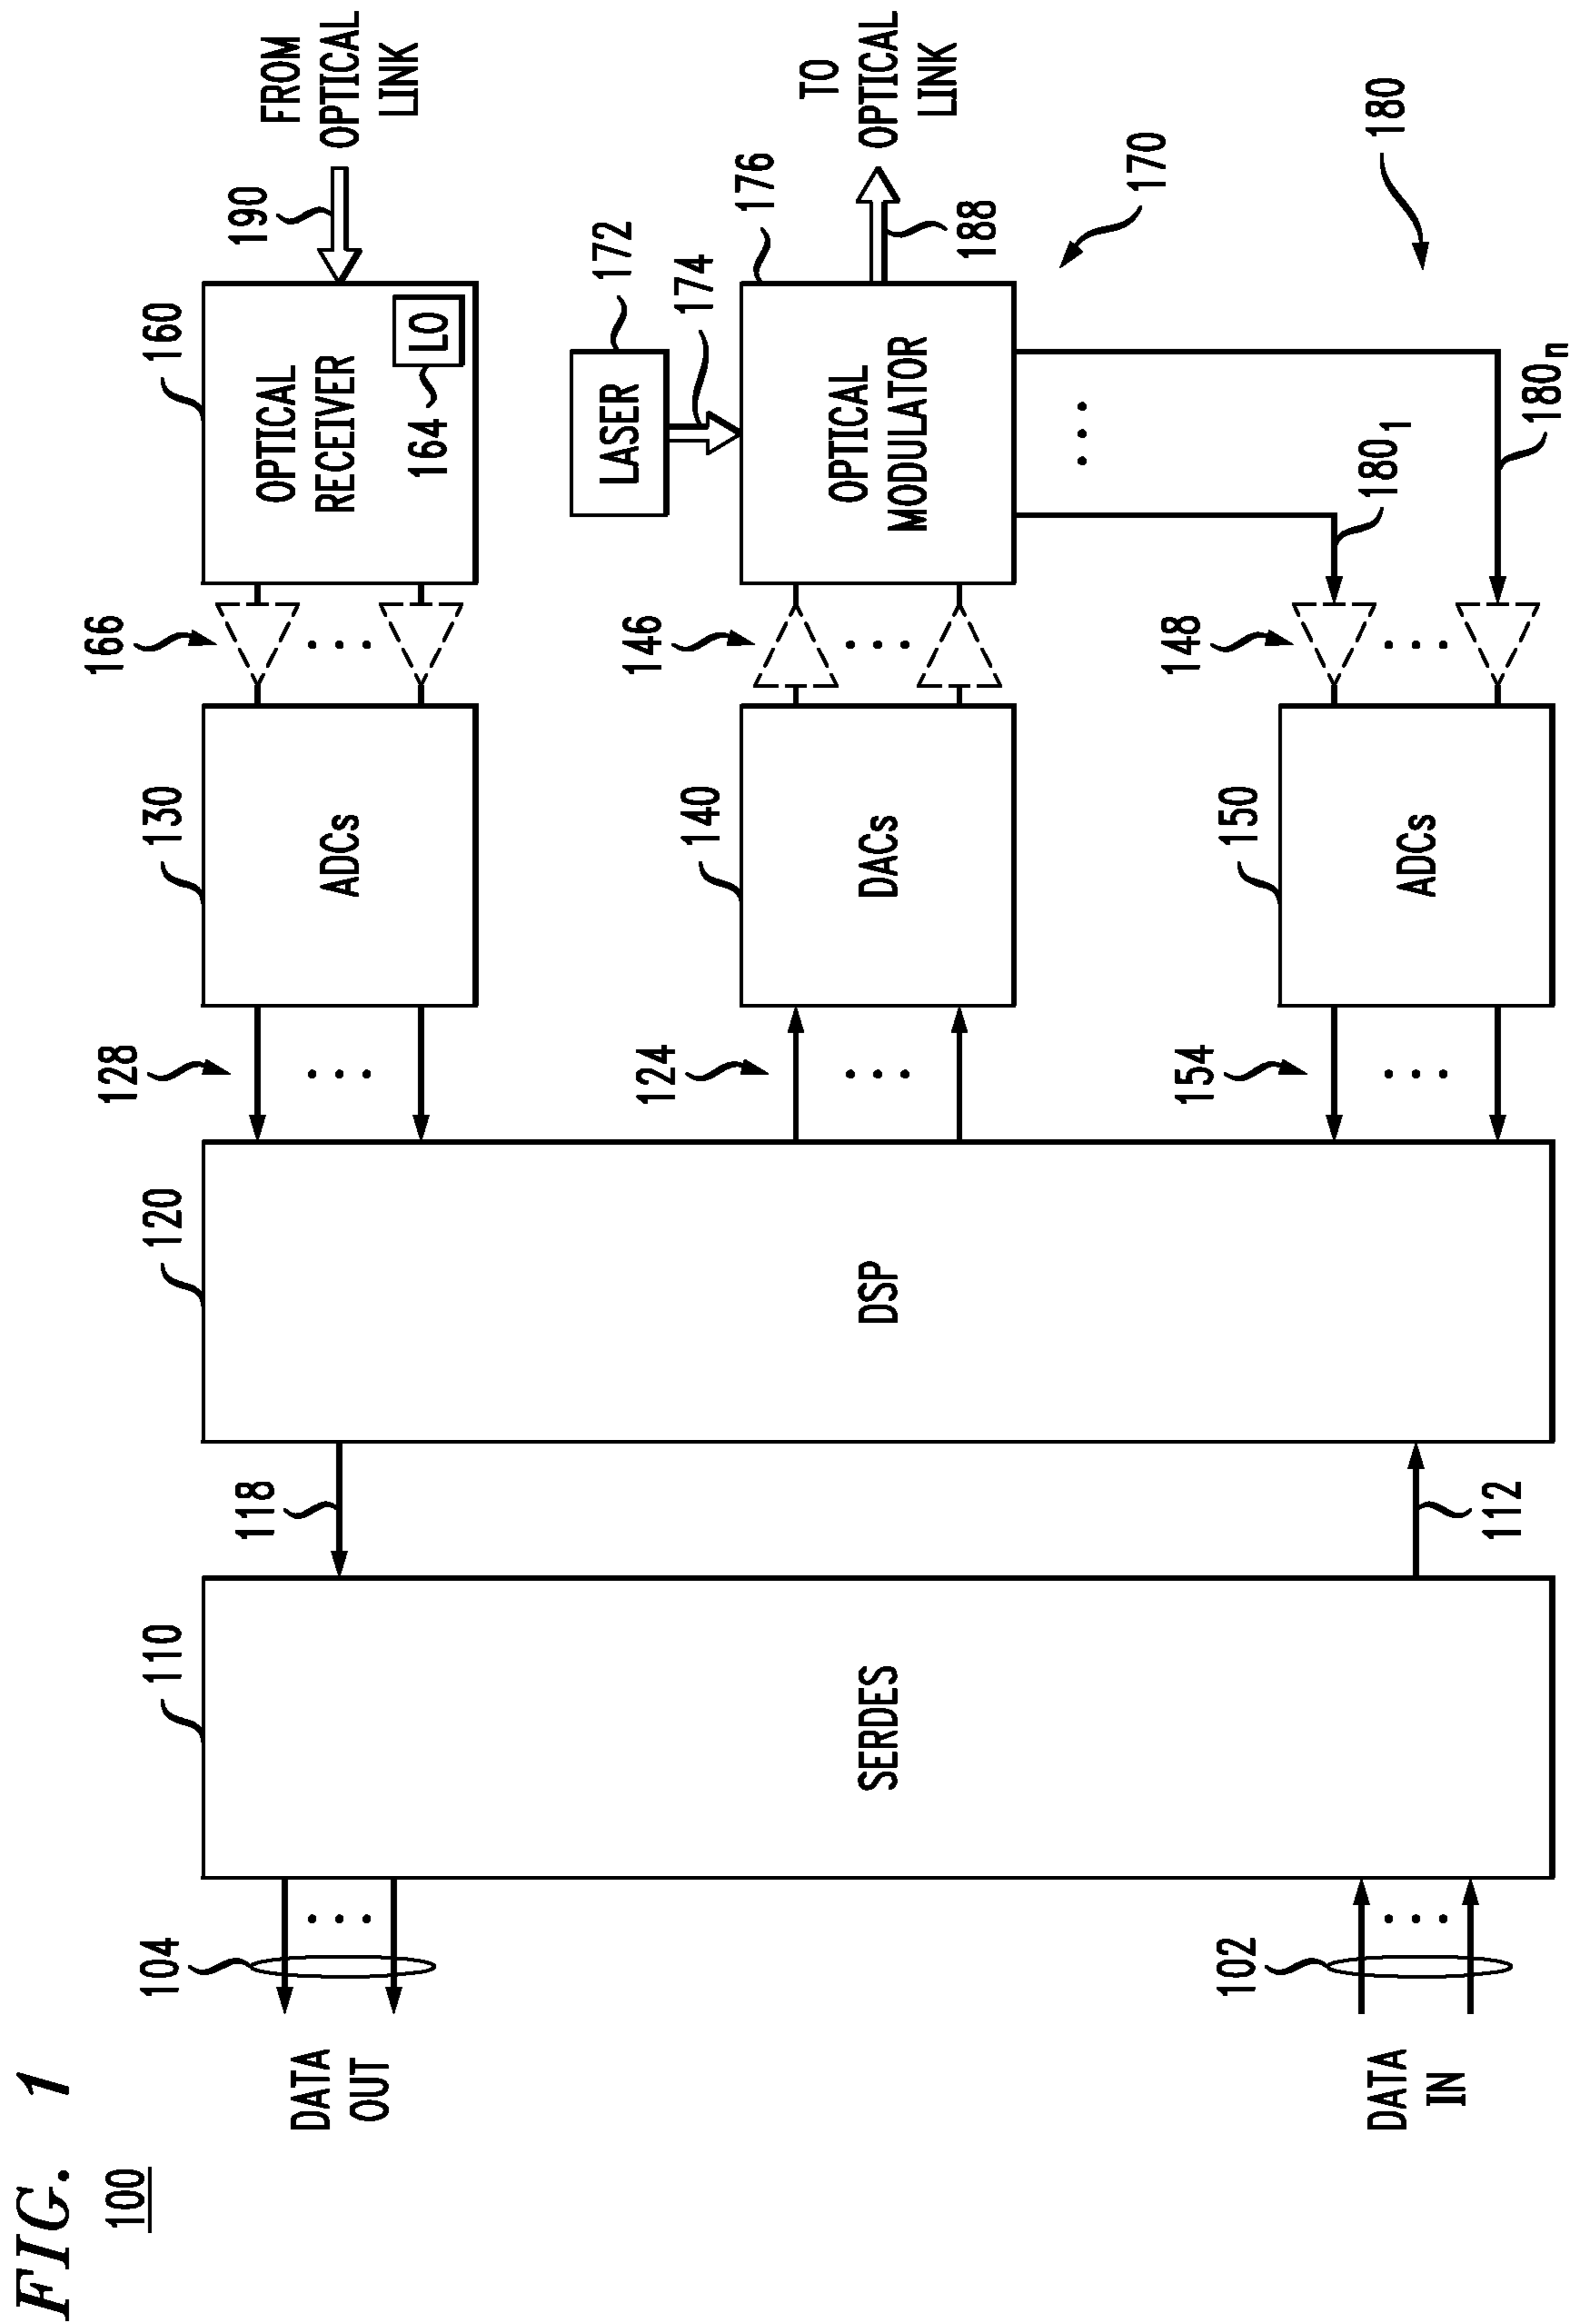 FIG. 1
100
104
DATA
OUT
102
DATA
IN
110
SERDES
118
112
120
DSP
128
124
154
130
ADCs
140
DACs
150
ADCs
166
146
148
160
OPTICAL
RECEIVER
LO
164
190
FROM
OPTICAL
LINK
LASER
172
174
176
OPTICAL
MODULATOR
188
TO
OPTICAL
LINK
170
180
180₁
180ₙ